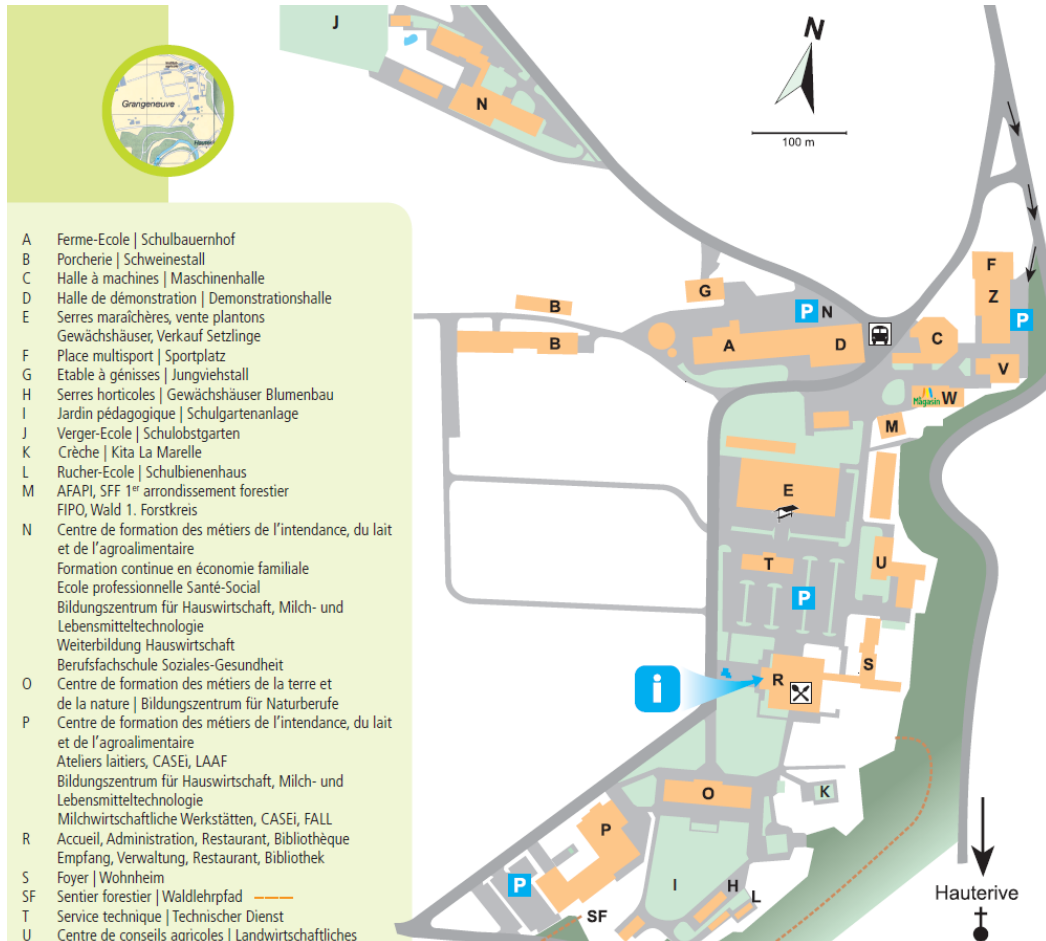 J
N
N
100 m
Grangeneuve
A Ferme-Ecole | Schulbauernhof
B Porcherie | Schweinestall
C Halle à machines | Maschinenhalle
D Halle de démonstration | Demonstrationshalle
E Serres maraîchères, vente plantons
Gewächshäuser, Verkauf Setzlinge
F Place multisport | Sportplatz
G Etable à génisses | Jungviehstall
H Serres horticoles | Gewächshäuser Blumenbau
I Jardin pédagogique | Schulgartenanlage
J Verger-Ecole | Schulobstgarten
K Crèche | Kita La Marelle
L Rucher-Ecole | Schulbienenhaus
M AFAPI, SFF 1er arrondissement forestier
FIPO, Wald 1. Forstkreis
N Centre de formation des métiers de l'intendance, du lait
et de l'agroalimentaire
Formation continue en économie familiale
Ecole professionnelle Santé-Social
Bildungszentrum für Hauswirtschaft, Milch- und
Lebensmitteltechnologie
Weiterbildung Hauswirtschaft
Berufsfachschule Soziales-Gesundheit
O Centre de formation des métiers de la terre et
de la nature | Bildungszentrum für Naturberufe
P Centre de formation des métiers de l'intendance, du lait
et de l'agroalimentaire
Ateliers laitiers, CASEi, LAAF
Bildungszentrum für Hauswirtschaft, Milch- und
Lebensmitteltechnologie
Milchwirtschaftliche Werkstätten, CASEi, FALL
R Accueil, Administration, Restaurant, Bibliothèque
Empfang, Verwaltung, Restaurant, Bibliothek
S Foyer | Wohnheim
SF Sentier forestier | Waldlehrpfad
T Service technique | Technischer Dienst
U Centre de conseils agricoles | Landwirtschaftliches
F
G
Z
B
P N
P
A
D
C
B
V
Magasin W
M
E
T
U
P
S
i
R
O
K
P
I
H
L
P
SF
Hauterive